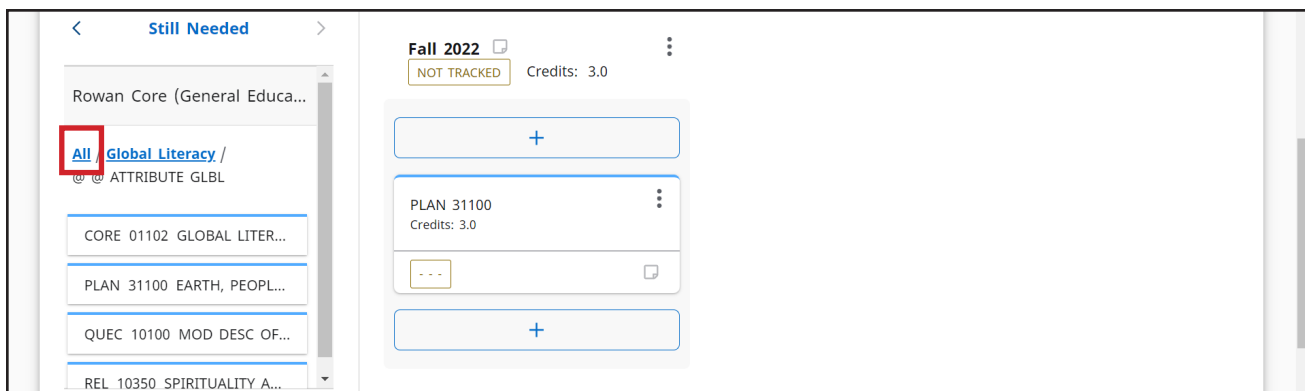 Still Needed
Rowan Core (General Educa...
All / Global Literacy /
@ @ ATTRIBUTE GLBL
CORE 01102 GLOBAL LITER...
PLAN 31100 EARTH, PEOPL...
QUEC 10100 MOD DESC OF...
REL 10350 SPIRITUALITY A...
Fall 2022
NOT TRACKED Credits: 3.0
+
PLAN 31100
Credits: 3.0
- - -
+